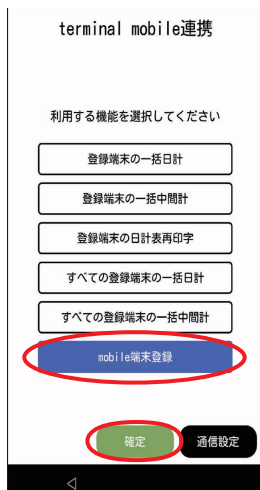 terminal mobile連携
利用する機能を選択してください
登録端末の一括日計
登録端末の一括中間計
登録端末の日計表再印字
すべての登録端末の一括日計
すべての登録端末の一括中間計
mobile端末登録
確定
通信設定